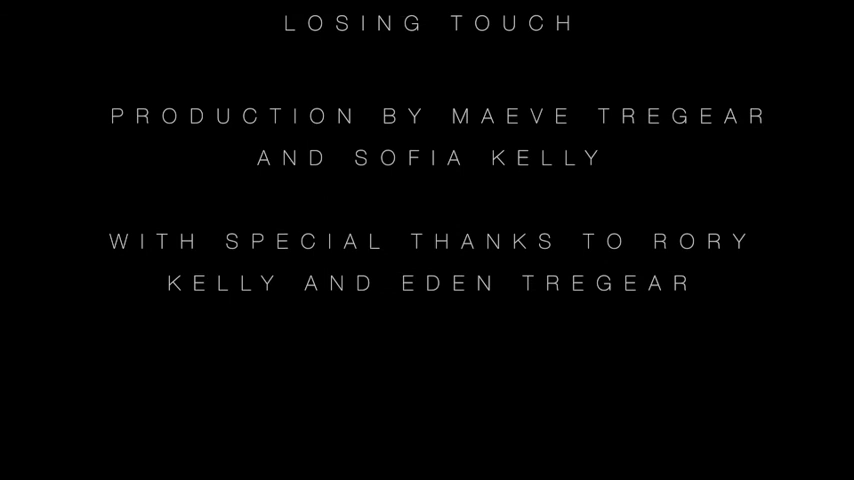 LOSING TOUCH
PRODUCTION BY MAEVE TREGEAR
AND SOFIA KELLY
WITH SPECIAL THANKS TO RORY
KELLY AND EDEN TREGEAR